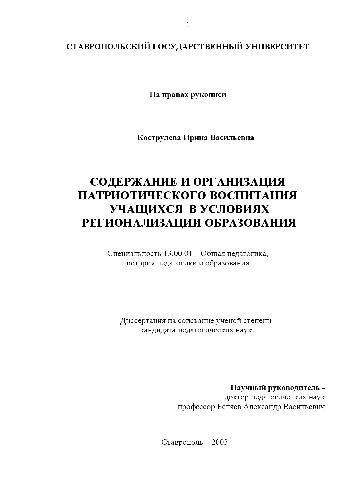 СТАВРОПОЛЬСКИЙ ГОСУДАРСТВЕННЫЙ УНИВЕРСИТЕТ
На правах рукописи
Кострулева Ирина Васильевна
СОДЕРЖАНИЕ И ОРГАНИЗАЦИЯ
ПАТРИОТИЧЕСКОГО ВОСПИТАНИЯ
УЧАЩИХСЯ В УСЛОВИЯХ
РЕГИОНАЛИЗАЦИИ ОБРАЗОВАНИЯ
Специальность 13.00.01 – Общая педагогика,
история педагогики и образования
Диссертация на соискание ученой степени
кандидата педагогических наук
Научный руководитель -
доктор педагогических наук
профессор Александр Васильевич
Ставрополь – 2005